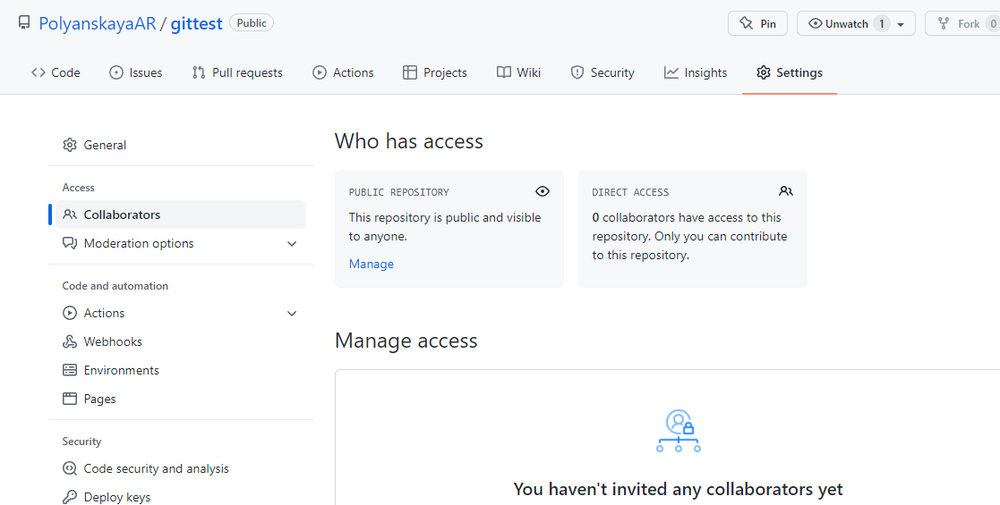 PolyanskayaAR / gittest Public Pin Unwatch 1 Fork 0
Code Issues Pull requests Actions Projects Wiki Security Insights Settings
General
Access
Collaborators
Moderation options
Code and automation
Actions
Webhooks
Environments
Pages
Security
Code security and analysis
Deploy keys
Who has access
PUBLIC REPOSITORY
This repository is public and visible
to anyone.
Manage
DIRECT ACCESS
0 collaborators have access to this
repository. Only you can contribute
to this repository.
Manage access
You haven't invited any collaborators yet